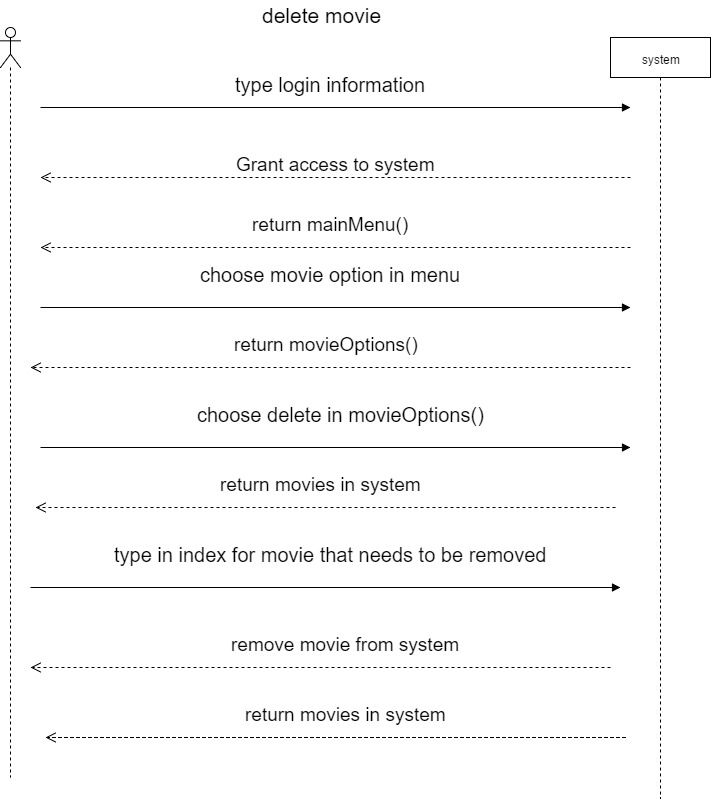 delete movie
system
type login information
Grant access to system
return mainMenu()
choose movie option in menu
return movieOptions()
choose delete in movieOptions()
return movies in system
type in index for movie that needs to be removed
remove movie from system
return movies in system